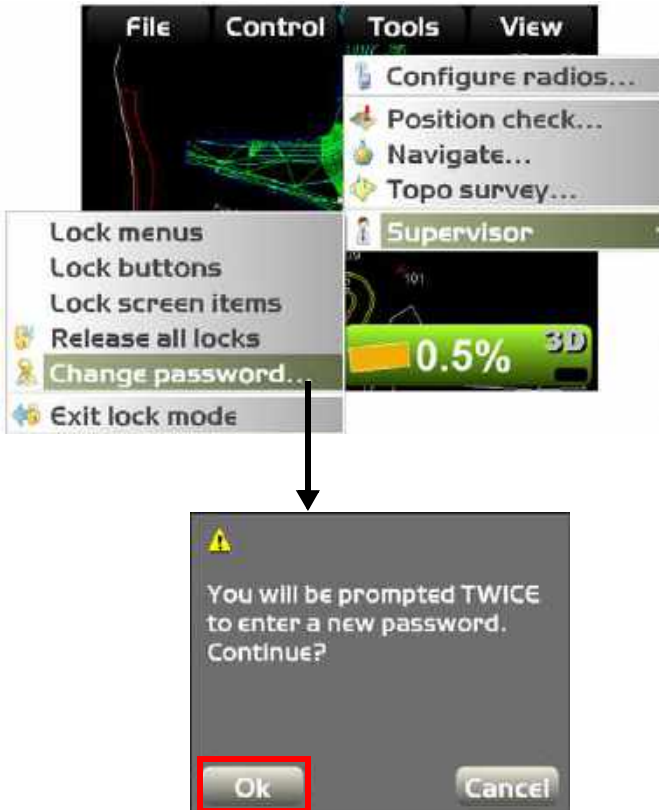 File Control Tools View
Configure radios...
Position check...
Navigate...
Topo survey...
Supervisor
Lock menus
Lock buttons
Lock screen items
Release all locks
Change password...
Exit lock mode
101
0.5% 3D
You will be prompted TWICE
to enter a new password.
Continue?
Ok Cancel